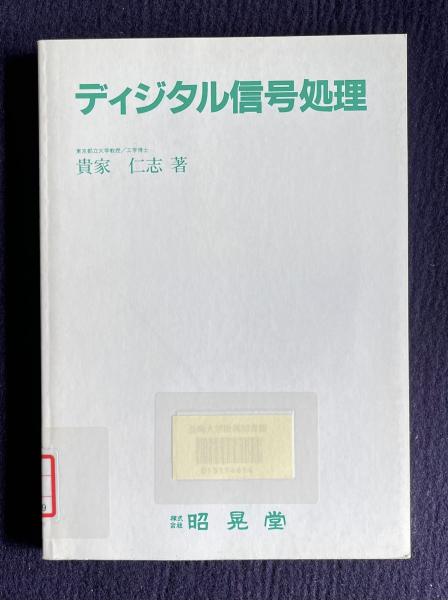 ディジタル信号処理
東京都立大学教授／工学博士
貴家 仁志 著
株式会社 昭晃堂